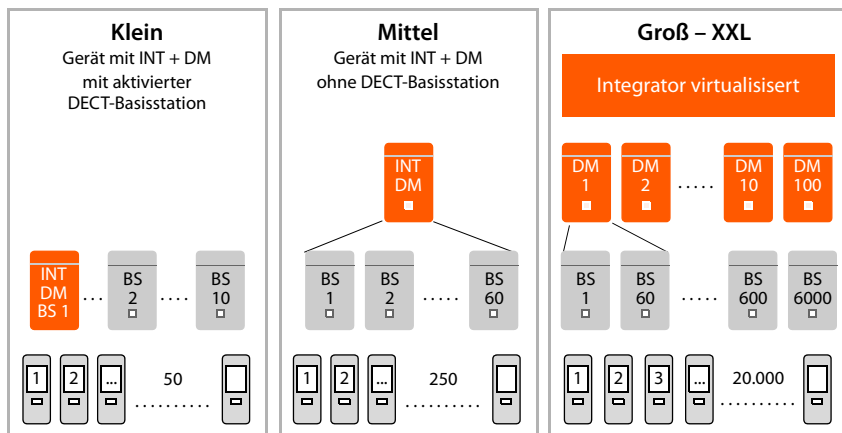 Klein
Gerät mit INT + DM
mit aktivierter
DECT-Basisstation
INT
DM
BS 1
...
BS
2
....
BS
10
1
2
...
50
..........
Mittel
Gerät mit INT + DM
ohne DECT-Basisstation
INT
DM
BS
1
BS
2
.....
BS
60
1
2
...
250
..........
Groß – XXL
Integrator virtualisisert
DM
1
DM
2
.....
DM
10
DM
100
BS
1
BS
60
.....
BS
600
BS
6000
1
2
3
...
20.000
..........